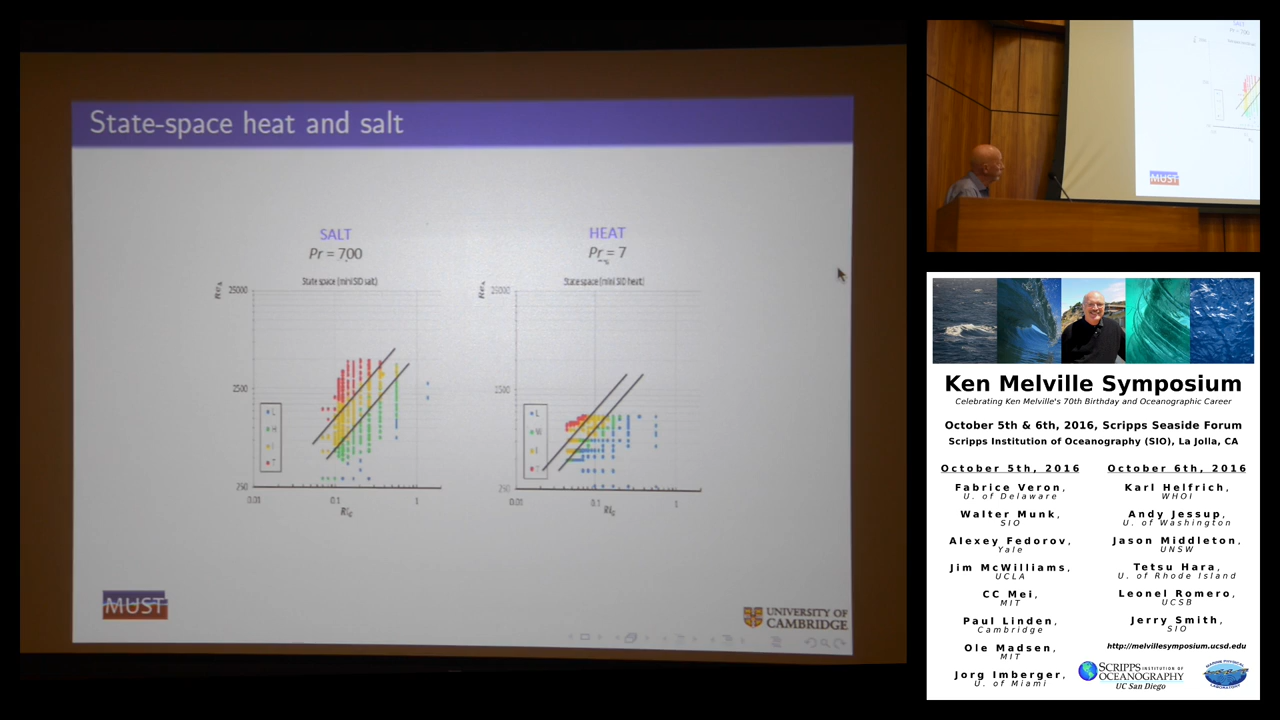 State-space heat and salt
SALT
Pr = 700
State space (mini SID salt)
25000
2500
250
0.01
0.1
1
L
H
I
T
HEAT
Pr = 7
State space (mini SID heat)
25000
250
0.01
0.1
1
L
MUST
UNIVERSITY OF
CAMBRIDGE
MUST
Ken Melville Symposium
Celebrating Ken Melville's 70th Birthday and Oceanographic Career
October 5th & 6th, 2016, Scripps Seaside Forum
Scripps Institution of Oceanography (SIO), La Jolla, CA
October 5th, 2016
Fabrice Veron,
U. of Delaware
Walter Munk,
SIO
Alexey Fedorov,
Yale
Jim McWilliams,
UCLA
CC Mei,
MIT
Paul Linden,
Cambridge
Ole Madsen,
MIT
Jorg Imberger,
U. of Miami
October 6th, 2016
Karl Helfrich,
WHOI
Andy Jessup,
U. of Washington
Jason Middleton,
UNSW
Tetsu Hara,
U. of Rhode Island
Leonel Romero,
UCSB
Jerry Smith,
SIO
http://melvillesymposium.ucsd.edu
SCRIPPS INSTITUTION OF
OCEANOGRAPHY
UC San Diego